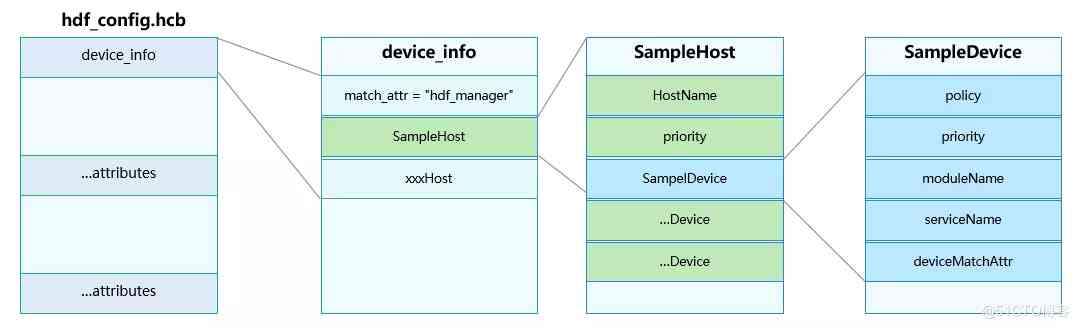 hdf_config.hcb
device_info
...attributes
...attributes
device_info
match_attr = "hdf_manager"
SampleHost
xxxHost
SampleHost
HostName
priority
SampelDevice
...Device
...Device
SampleDevice
policy
priority
moduleName
serviceName
deviceMatchAttr
@51CTO博客